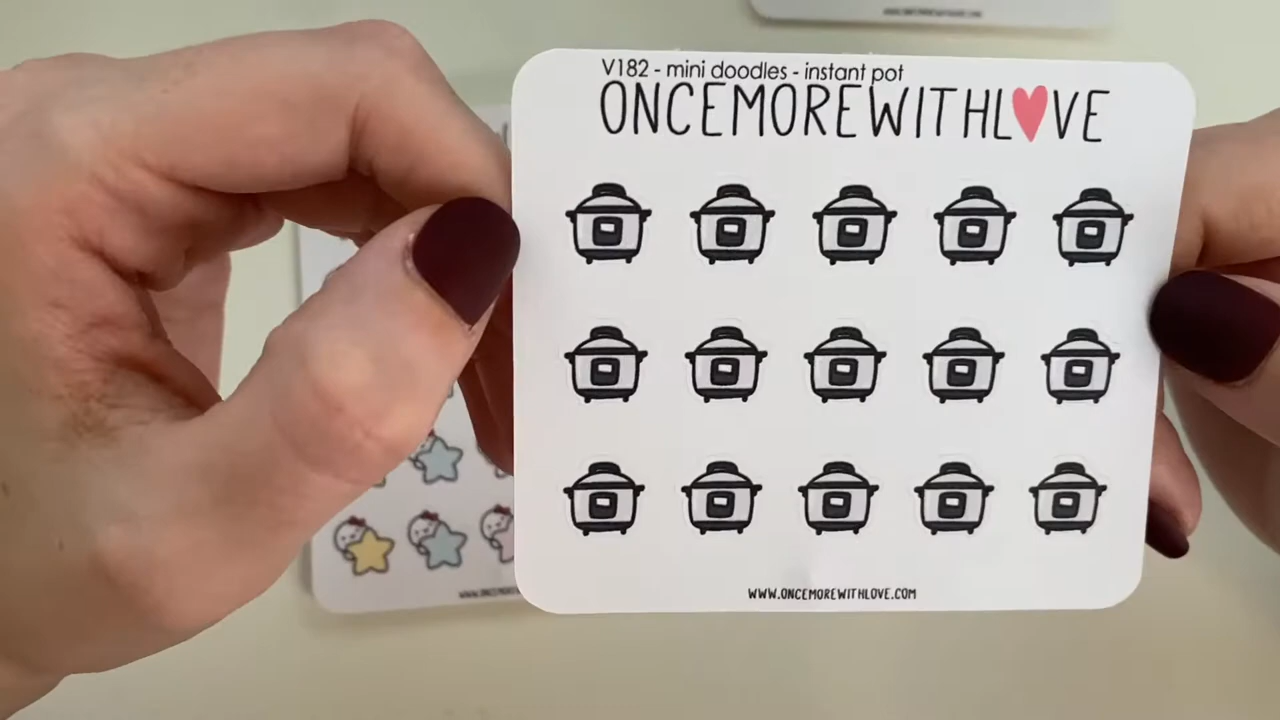 V182 - mini doodles - instant pot
ONCEMOREWITHLVE
WWW.ONCEMOREWITHLOVE.COM